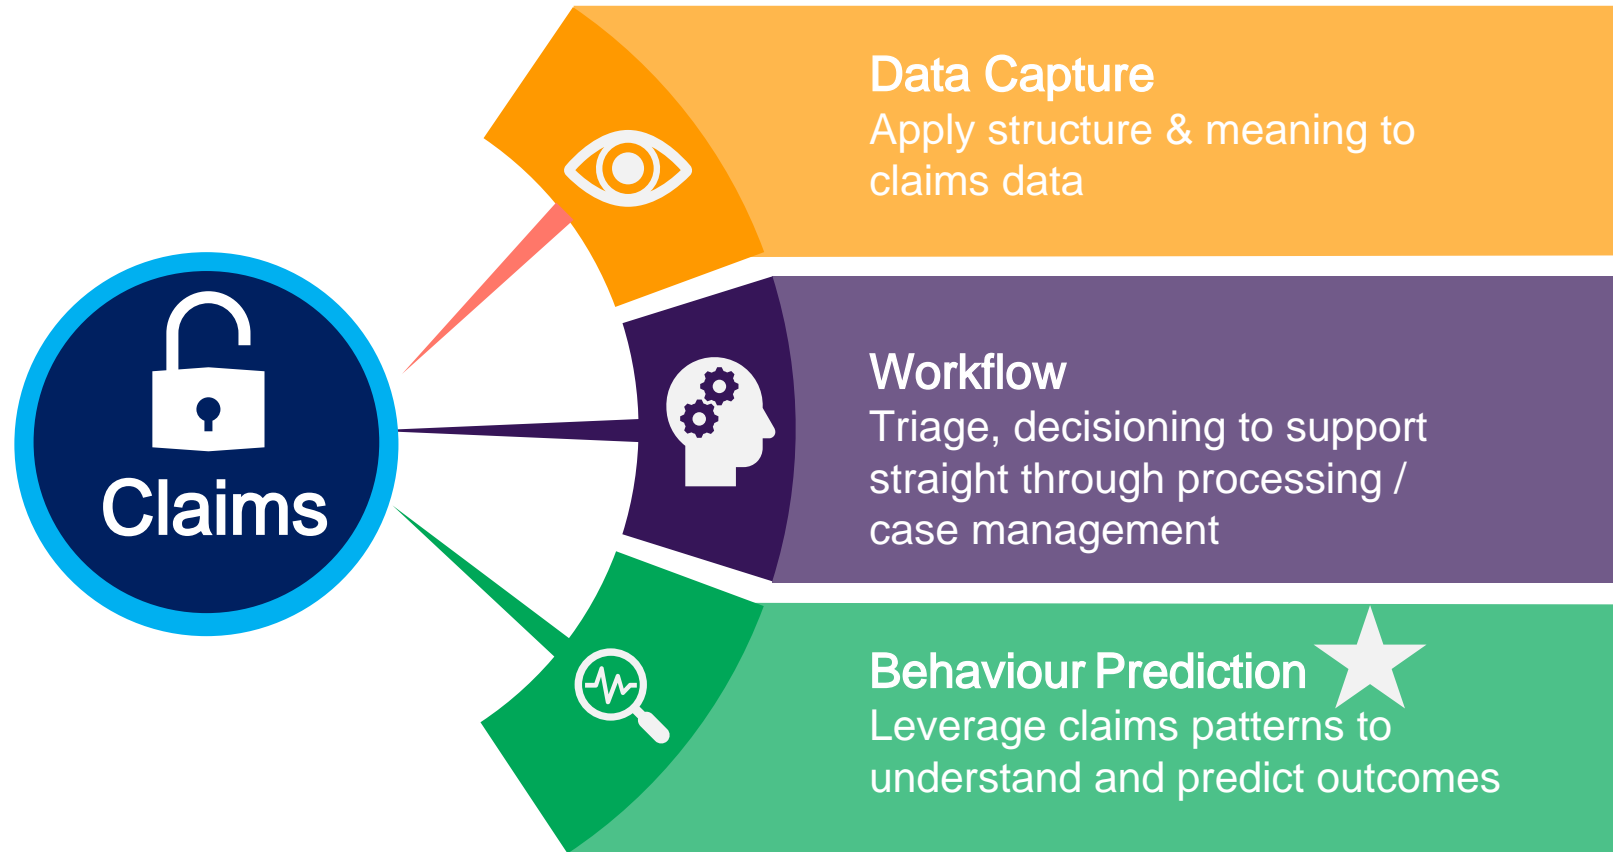 Claims
Data Capture
Apply structure & meaning to
claims data
Workflow
Triage, decisioning to support
straight through processing /
case management
Behaviour Prediction
Leverage claims patterns to
understand and predict outcomes